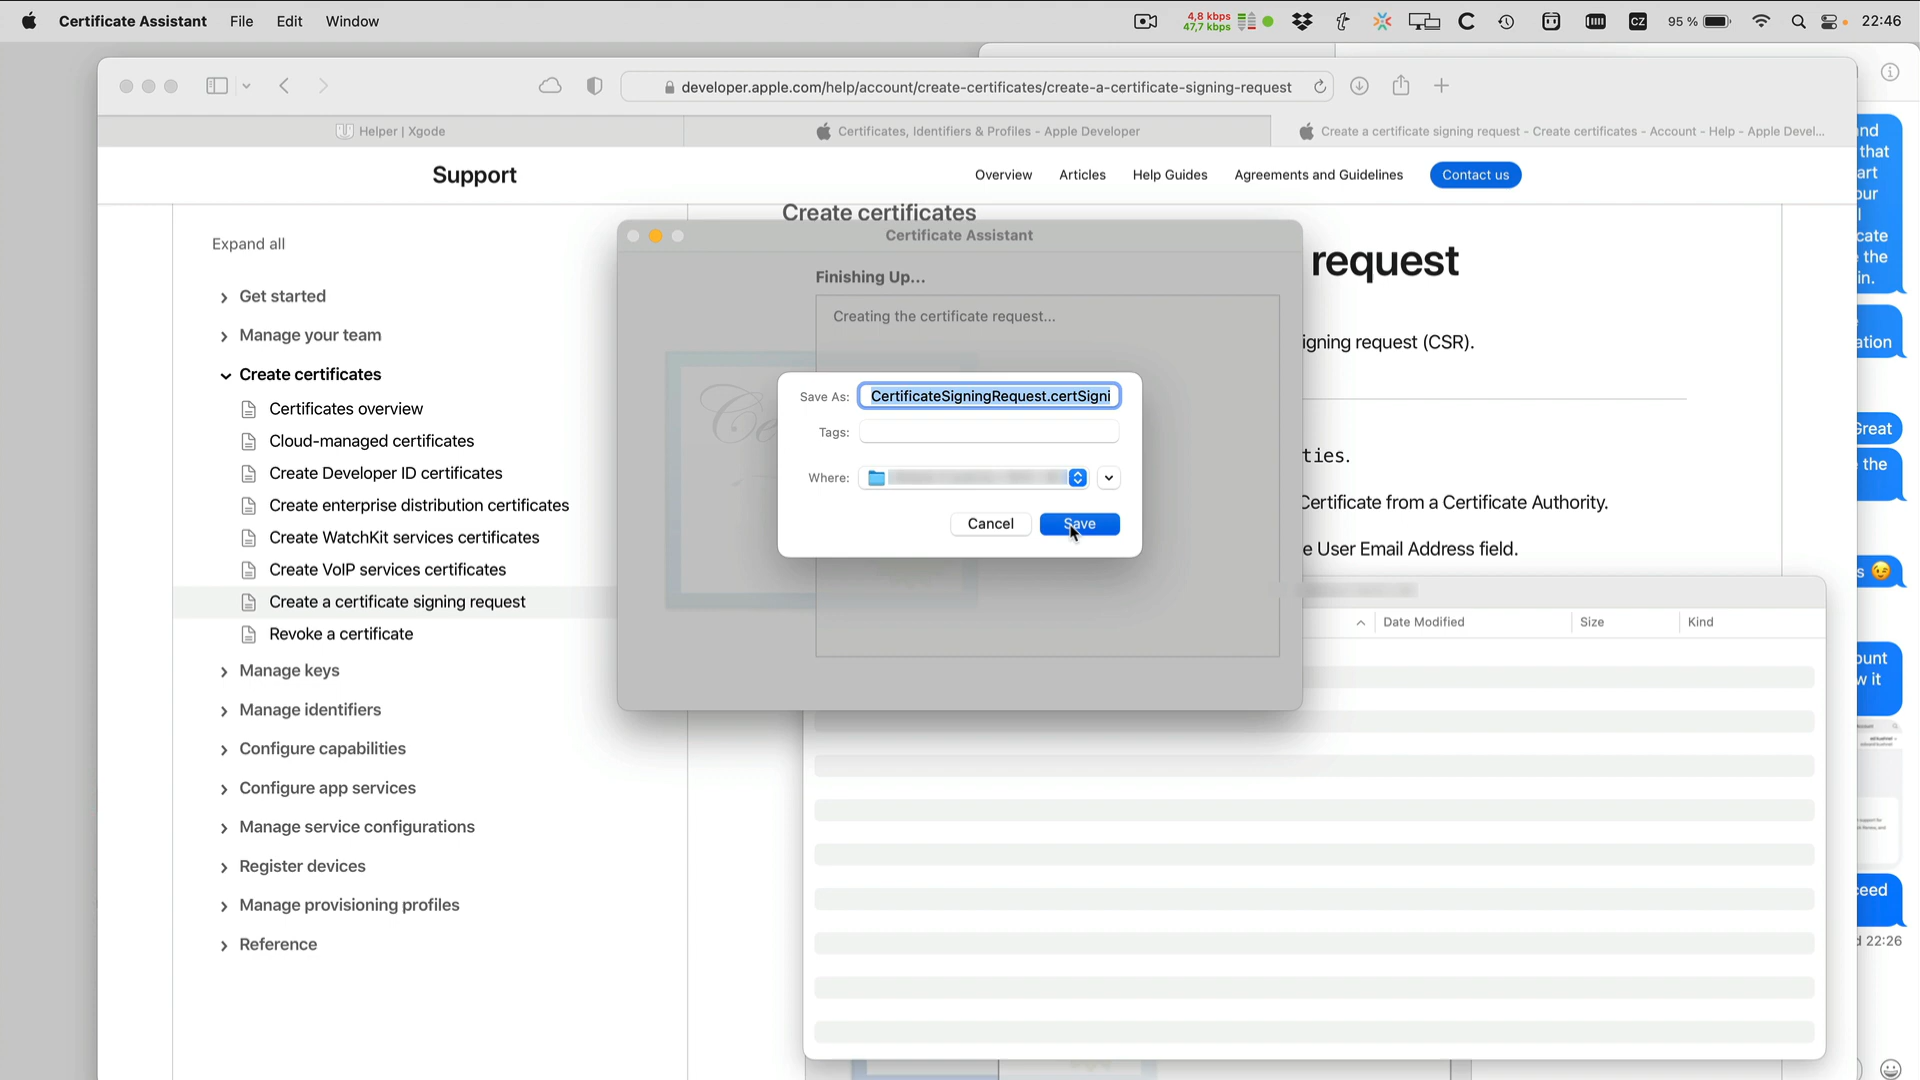 Certificate Assistant File Edit Window
4,8 kbps
47,7 kbps
CZ
95 %
22:46
developer.apple.com/help/account/create-certificates/create-a-certificate-signing-request
Helper | Xgode
Certificates, Identifiers & Profiles - Apple Developer
Create a certificate signing request - Create certificates - Account - Help - Apple Devel...
Support
Overview
Articles
Help Guides
Agreements and Guidelines
Contact us
Expand all
Get started
Manage your team
Create certificates
Certificates overview
Cloud-managed certificates
Create Developer ID certificates
Create enterprise distribution certificates
Create WatchKit services certificates
Create VoIP services certificates
Create a certificate signing request
Revoke a certificate
Manage keys
Manage identifiers
Configure capabilities
Configure app services
Manage service configurations
Register devices
Manage provisioning profiles
Reference
Create certificates
request
igning request (CSR).
ties.
Certificate from a Certificate Authority.
e User Email Address field.
Certificate Assistant
Finishing Up...
Creating the certificate request...
Save As: CertificateSigningRequest.certSigni
Tags:
Where:
Cancel
Save
Date Modified
Size
Kind
that
cate
the
in.
ation
Great
the
s 😉
w it
ceed
22:26